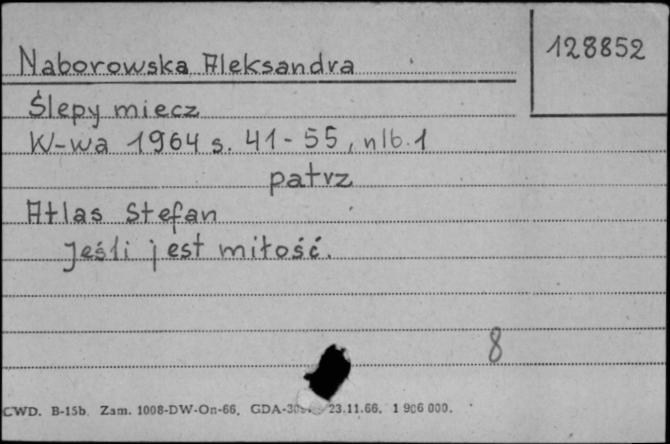 Naborowska Aleksandra
128852
Ślepy miecz
W-wa 1964 s. 41-55, nlb.1
patrz
Atlas Stefan
Jeśli jest miłość.
8
CWD. B-15b. Zam. 1008-DW-On-66. GDA- 23.11.66. 1 906 000.